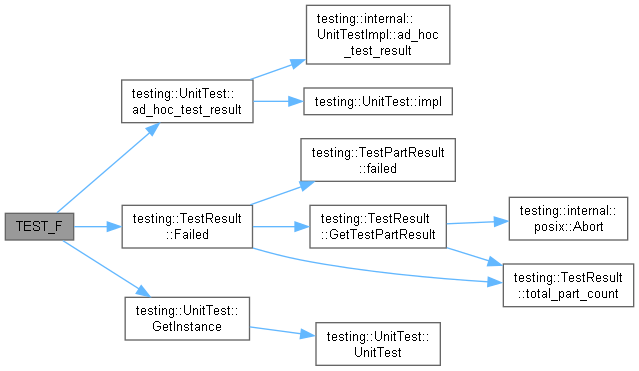 TEST_F
testing::UnitTest::
ad_hoc_test_result
testing::internal::
UnitTestImpl::ad_hoc
_test_result
testing::UnitTest::impl
testing::TestResult
::Failed
testing::TestPartResult
::failed
testing::TestResult
::GetTestPartResult
testing::internal::
posix::Abort
testing::TestResult
::total_part_count
testing::UnitTest::
GetInstance
testing::UnitTest::
UnitTest